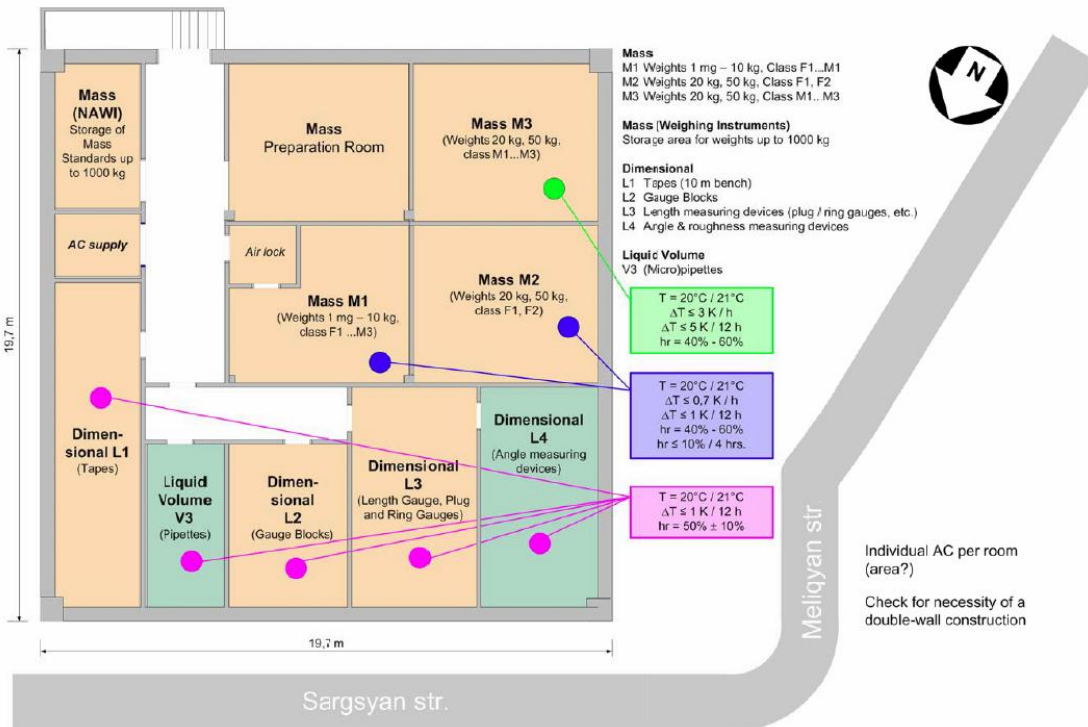 Mass
(NAWI)
Storage of
Mass
Standards up
to 1000 kg
AC supply
Mass
Preparation Room
Mass M3
(Weights 20 kg, 50 kg,
class M1...M3)
Air lock
Mass M1
(Weights 1 mg – 10 kg,
class F1 ...M3)
Mass M2
(Weights 20 kg, 50 kg,
class F1, F2)
Dimen-
sional L1
(Tapes)
Liquid
Volume
V3
(Pipettes)
Dimen-
sional
L2
(Gauge Blocks)
Dimensional
L3
(Length Gauge, Plug
and Ring Gauges)
Dimensional
L4
(Angle measuring
devices)
19,7 m
19,7 m
Mass
M1 Weights 1 mg – 10 kg, Class F1...M1
M2 Weights 20 kg, 50 kg, Class F1, F2
M3 Weights 20 kg, 50 kg, Class M1...M3
Mass (Weighing Instruments)
Storage area for weights up to 1000 kg
Dimensional
L1 Tapes (10 m bench)
L2 Gauge Blocks
L3 Length measuring devices (plug / ring gauges, etc.)
L4 Angle & roughness measuring devices
Liquid Volume
V3 (Micro)pipettes
T = 20°C / 21°C
ΔT ≤ 3 K / h
ΔT ≤ 5 K / 12 h
hr = 40% - 60%
T = 20°C / 21°C
ΔT ≤ 0,7 K / h
ΔT ≤ 1 K / 12 h
hr = 40% - 60%
hr ≤ 10% / 4 hrs.
T = 20°C / 21°C
ΔT ≤ 1 K / 12 h
hr = 50% ± 10%
N
Individual AC per room
(area?)
Check for necessity of a
double-wall construction
Meliqyan str
Sargsyan str.